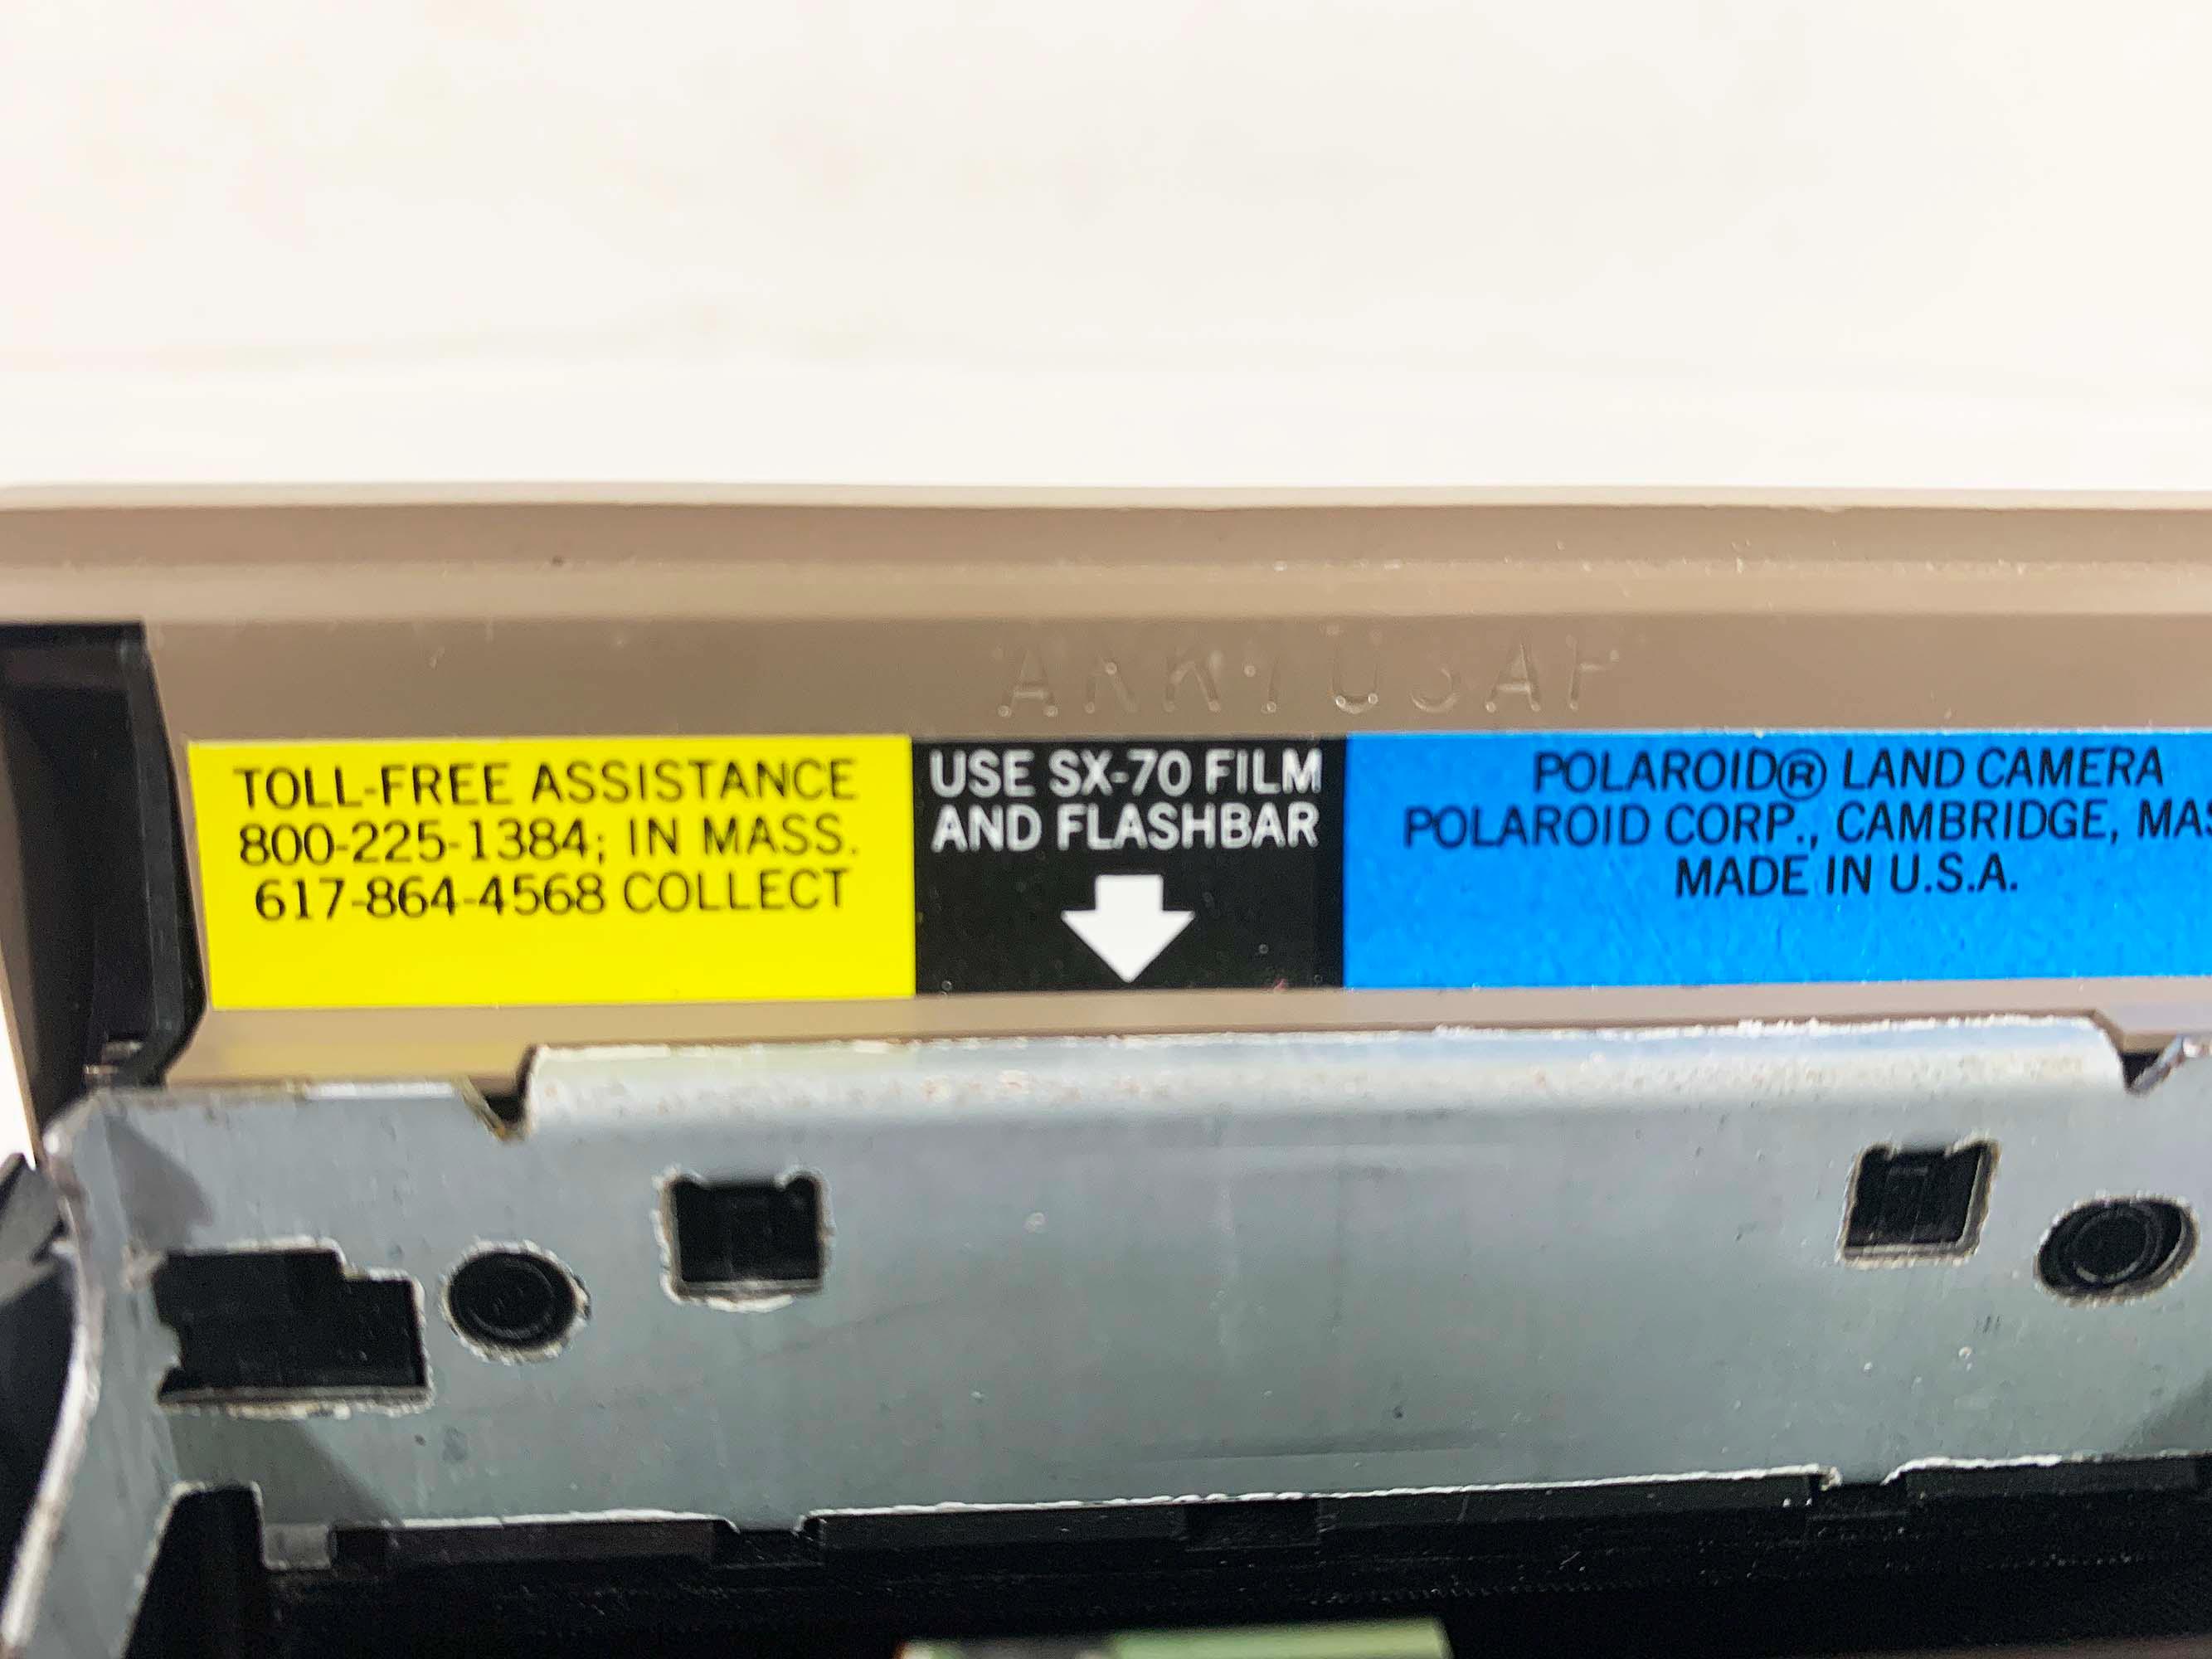 TOLL-FREE ASSISTANCE
800-225-1384; IN MASS.
617-864-4568 COLLECT
USE SX-70 FILM
AND FLASHBAR
POLAROID® LAND CAMERA
POLAROID CORP., CAMBRIDGE,
MADE IN U.S.A.